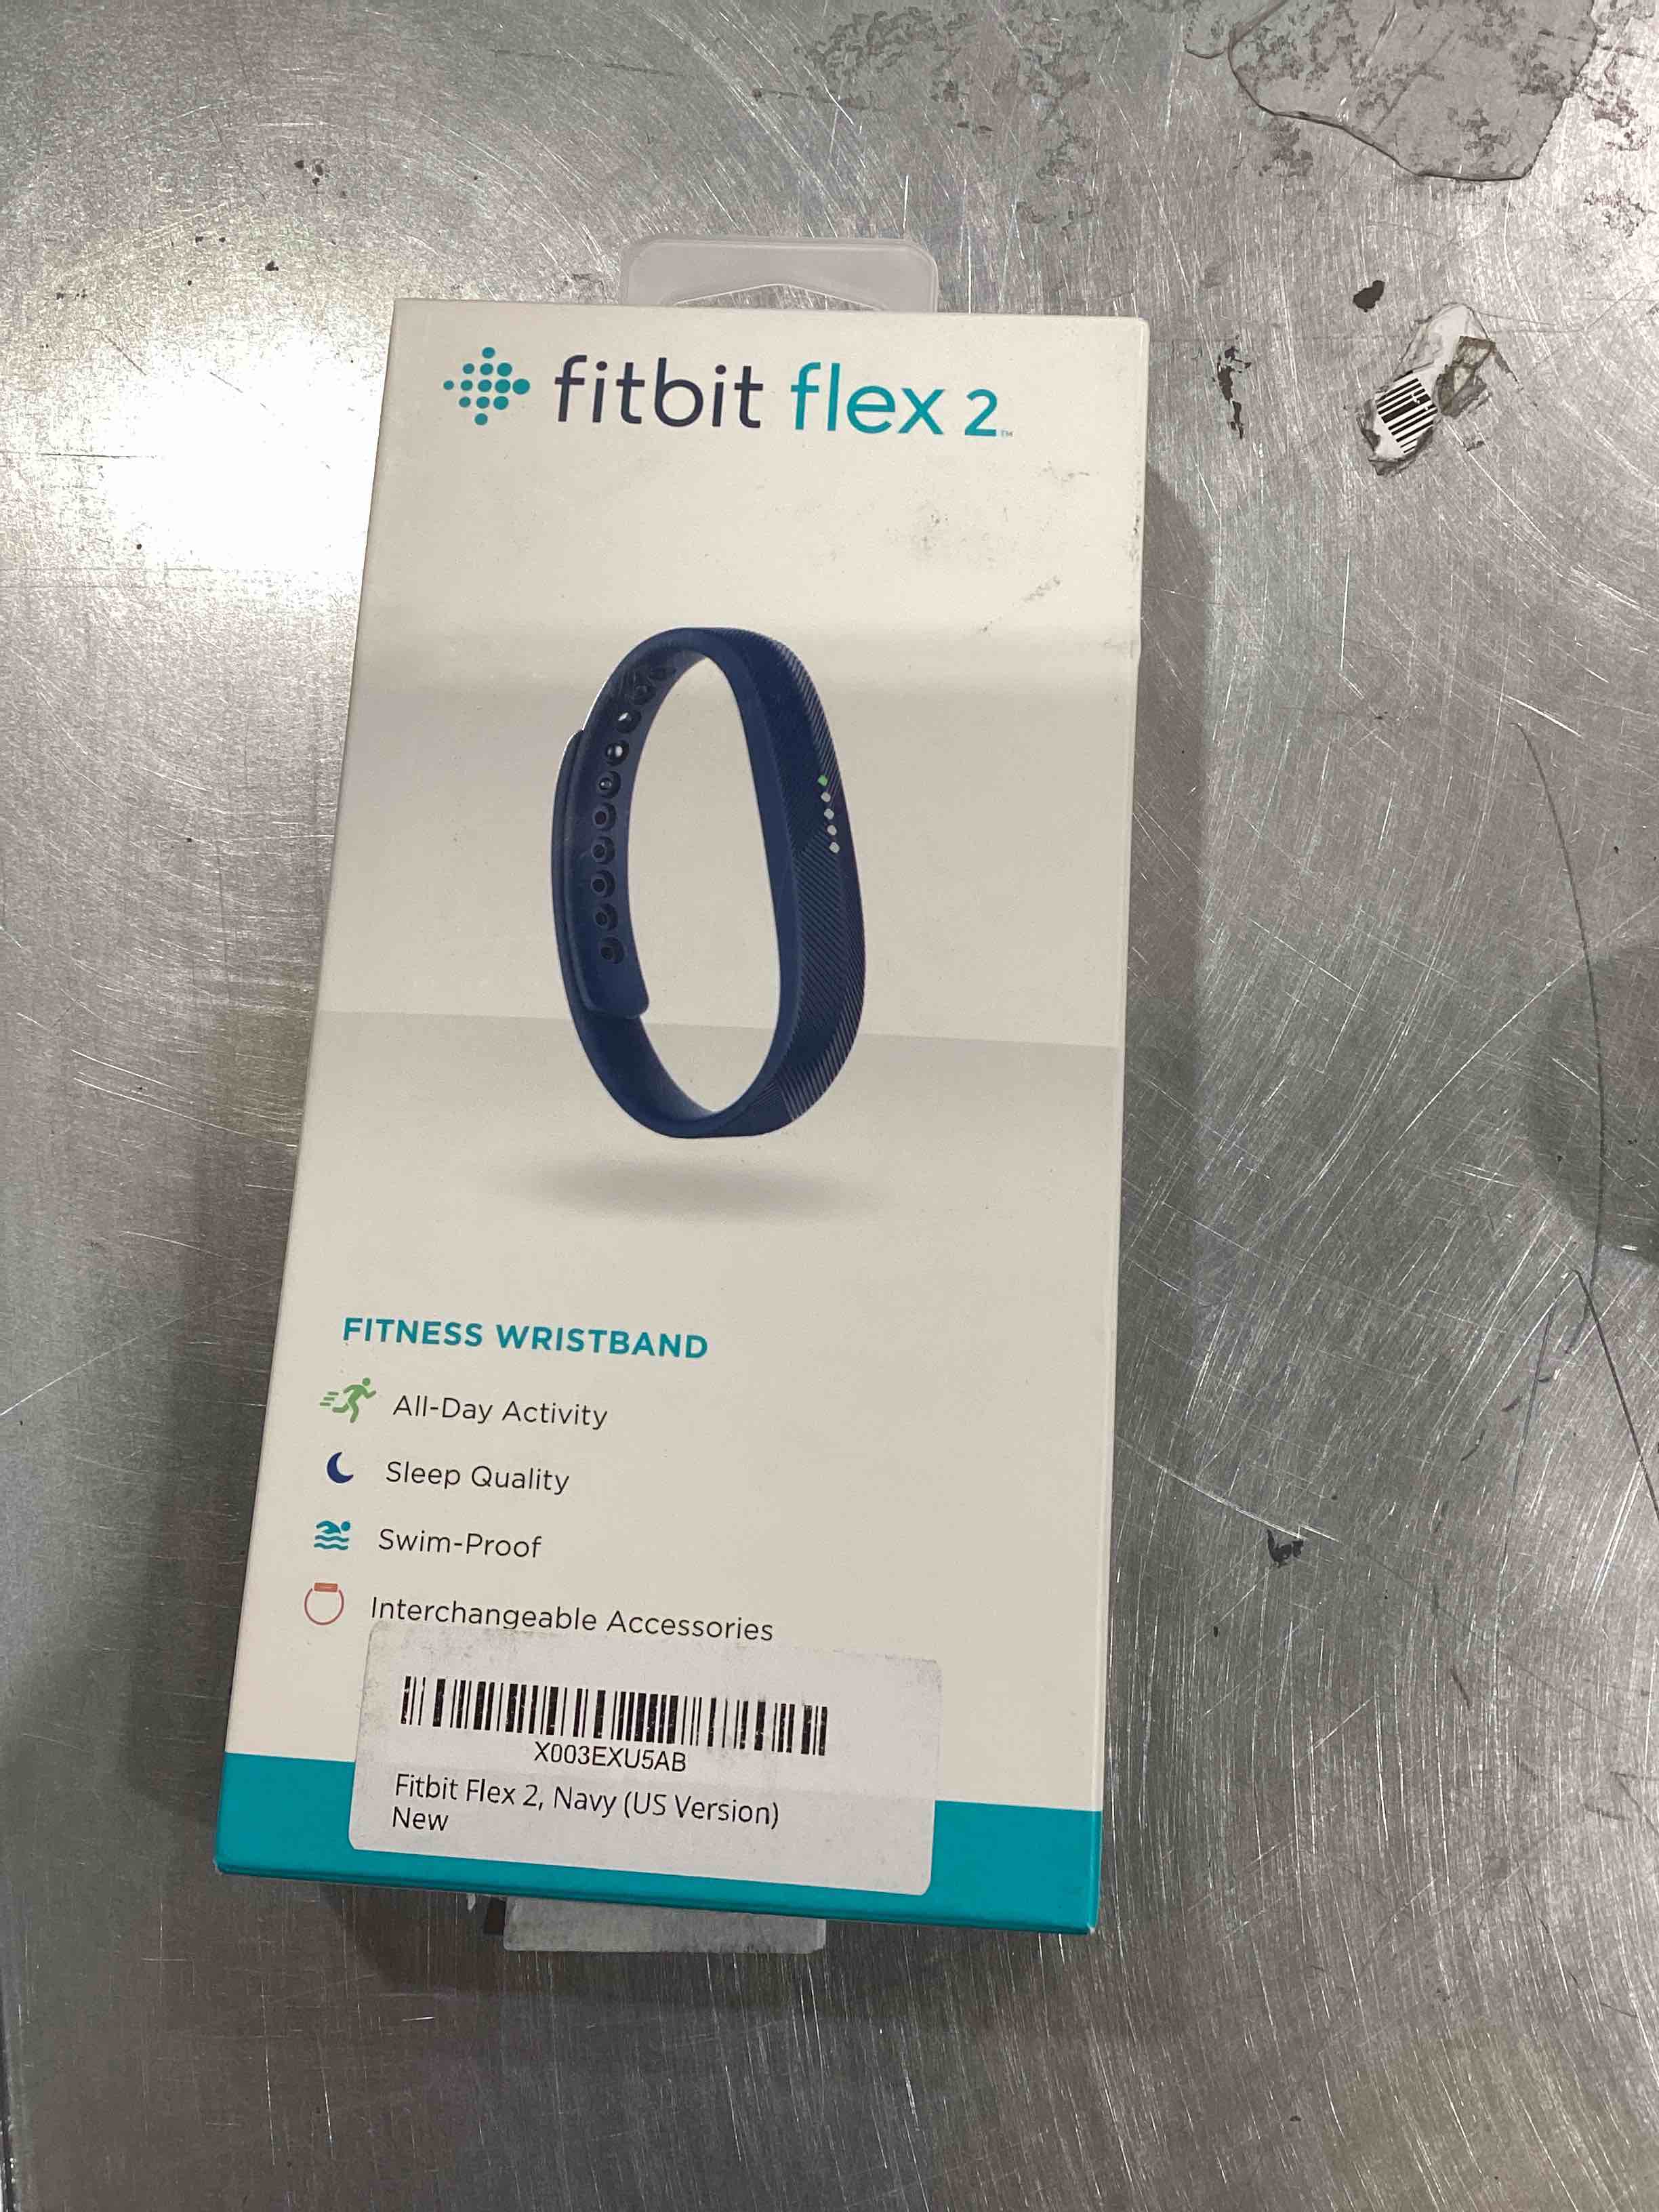 fitbit flex 2™
FITNESS WRISTBAND
All-Day Activity
Sleep Quality
Swim-Proof
Interchangeable Accessories
X003EXU5AB
Fitbit Flex 2, Navy (US Version)
New